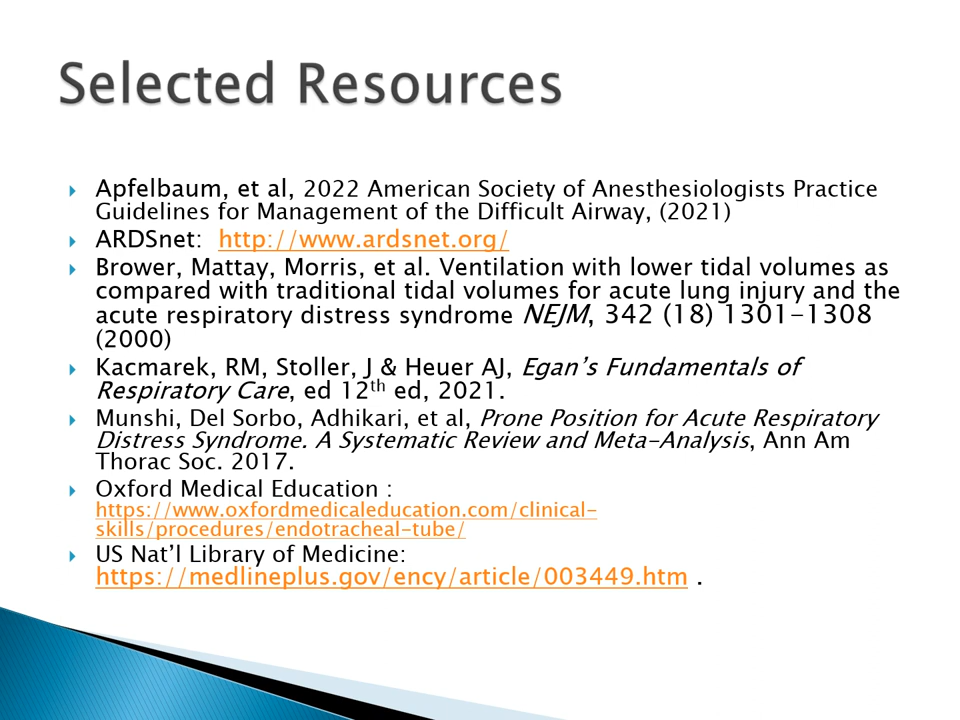 Selected Resources
Apfelbaum, et al, 2022 American Society of Anesthesiologists Practice
Guidelines for Management of the Difficult Airway, (2021)
ARDSnet: http://www.ardsnet.org/
Brower, Mattay, Morris, et al. Ventilation with lower tidal volumes as
compared with traditional tidal volumes for acute lung injury and the
acute respiratory distress syndrome NEJM, 342 (18) 1301-1308
(2000)
Kacmarek, RM, Stoller, J & Heuer AJ, Egan’s Fundamentals of
Respiratory Care, ed 12th ed, 2021.
Munshi, Del Sorbo, Adhikari, et al, Prone Position for Acute Respiratory
Distress Syndrome. A Systematic Review and Meta-Analysis, Ann Am
Thorac Soc. 2017.
Oxford Medical Education :
https://www.oxfordmedicaleducation.com/clinical-
skills/procedures/endotracheal-tube/
US Nat’l Library of Medicine:
https://medlineplus.gov/ency/article/003449.htm .